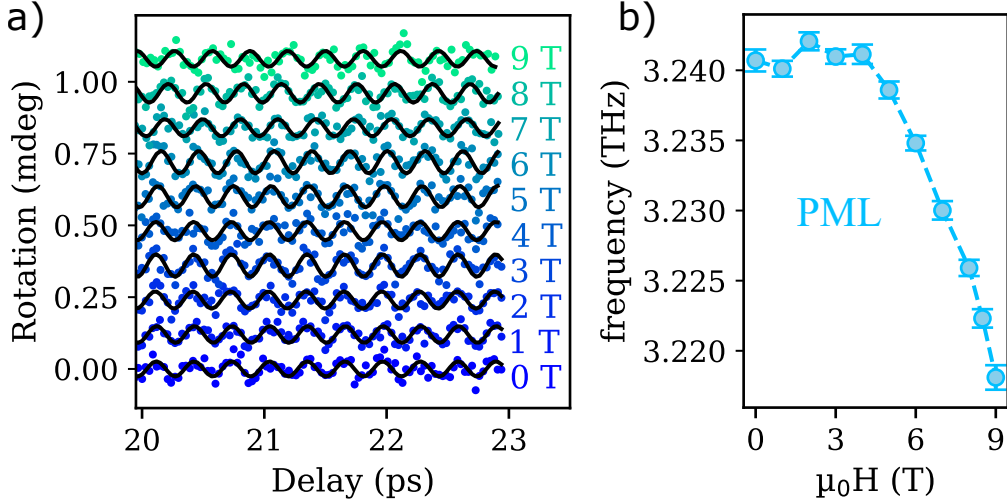 a)
Rotation (mdeg)
1.00
0.75
0.50
0.25
0.00
9 T
8 T
7 T
6 T
5 T
4 T
3 T
2 T
1 T
0 T
20 21 22 23
Delay (ps)
b)
frequency (THz)
3.240
3.235
3.230
3.225
3.220
PML
0 3 6 9
μ₀H (T)